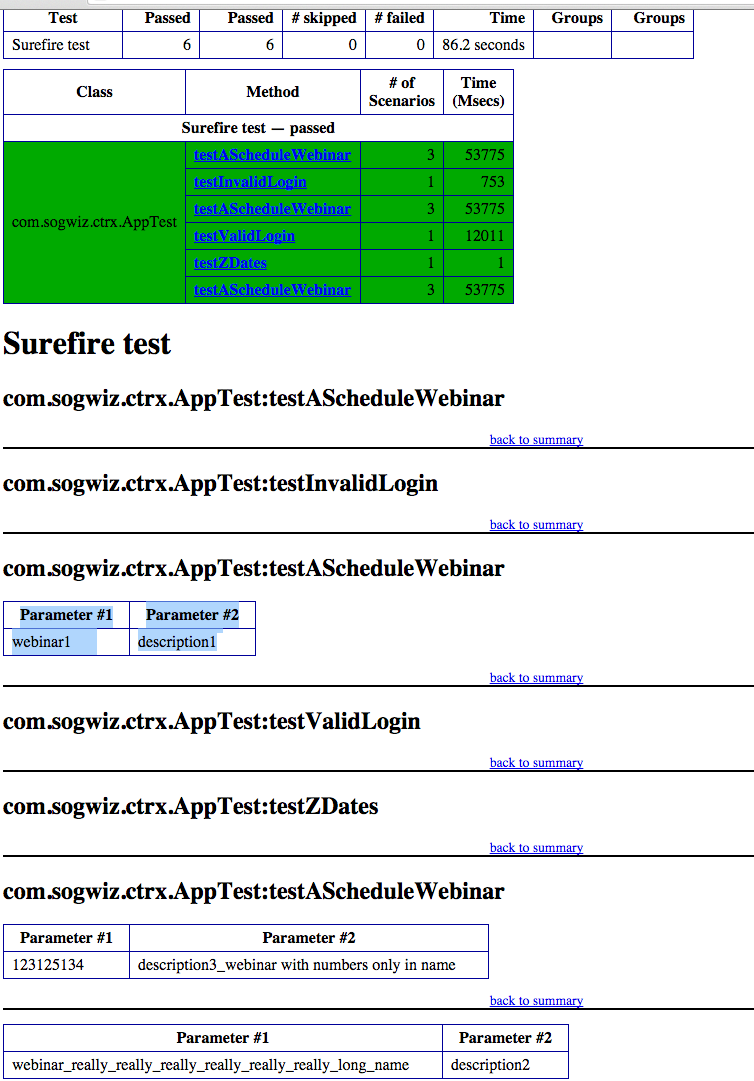 Test Passed Passed # skipped # failed Time Groups Groups
Surefire test 6 6 0 0 86.2 seconds
Class Method # of Scenarios Time (Msecs)
Surefire test — passed
com.sogwiz.ctrx.AppTest
testAScheduleWebinar 3 53775
testInvalidLogin 1 753
testAScheduleWebinar 3 53775
testValidLogin 1 12011
testZDates 1 1
testAScheduleWebinar 3 53775
Surefire test
com.sogwiz.ctrx.AppTest:testAScheduleWebinar
back to summary
com.sogwiz.ctrx.AppTest:testInvalidLogin
back to summary
com.sogwiz.ctrx.AppTest:testAScheduleWebinar
Parameter #1 Parameter #2
webinar1 description1
back to summary
com.sogwiz.ctrx.AppTest:testValidLogin
back to summary
com.sogwiz.ctrx.AppTest:testZDates
back to summary
com.sogwiz.ctrx.AppTest:testAScheduleWebinar
Parameter #1 Parameter #2
123125134 description3_webinar with numbers only in name
back to summary
Parameter #1 Parameter #2
webinar_really_really_really_really_really_really_long_name description2